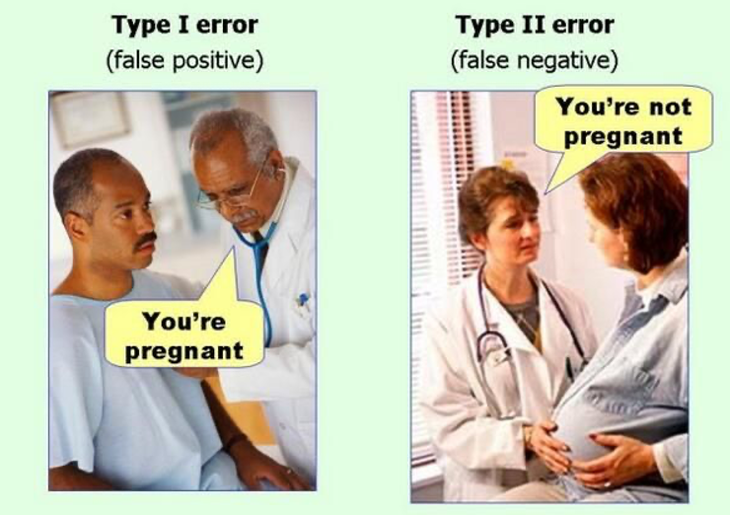 Type I error
(false positive)
You're
pregnant
Type II error
(false negative)
You're not
pregnant